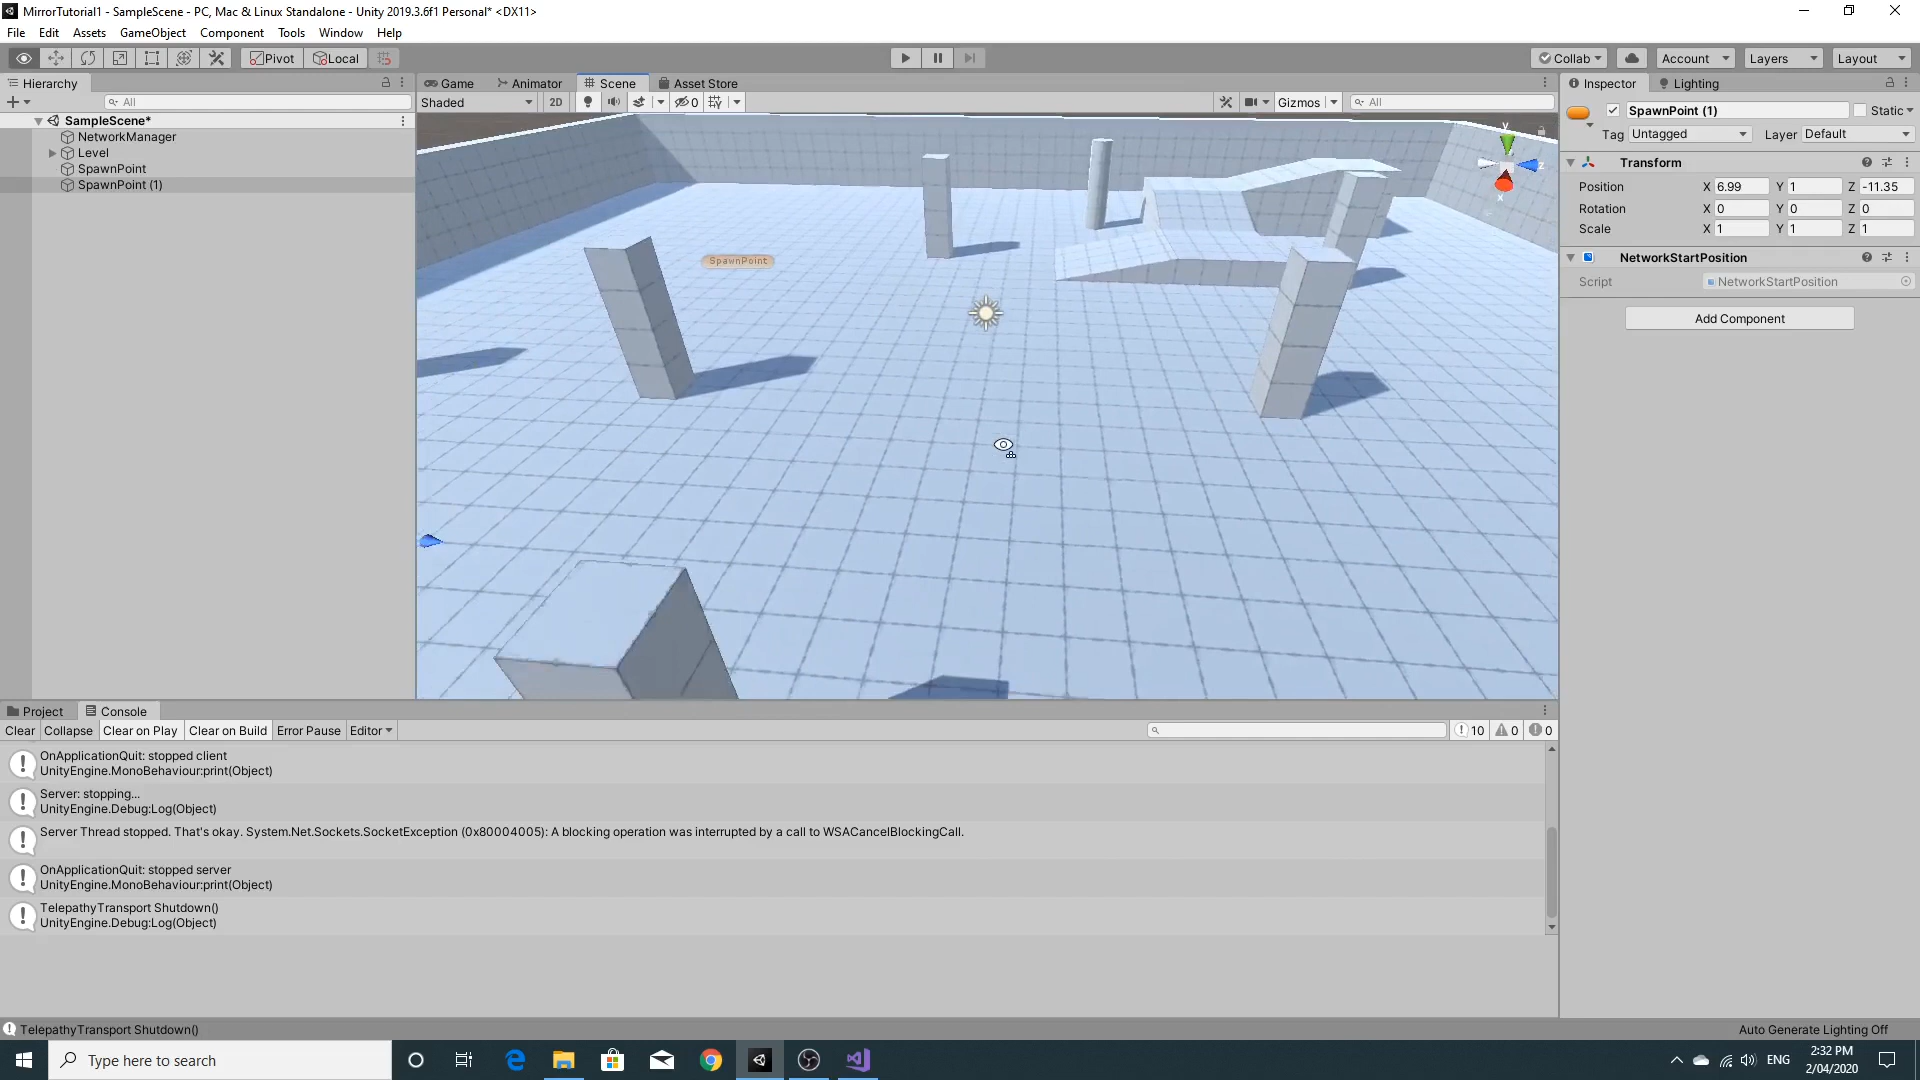 MirrorTutorial1 - SampleScene - PC, Mac & Linux Standalone - Unity 2019.3.6f1 Personal* <DX11>
File Edit Assets GameObject Component Tools Window Help
Pivot Local Collab Account Layers Layout
Hierarchy Game Animator Scene Asset Store Inspector Lighting
All Shaded 2D 0 Gizmos All
SampleScene*
NetworkManager
Level
SpawnPoint
SpawnPoint (1)
SpawnPoint
y
z
x
SpawnPoint (1) Static
Tag Untagged Layer Default
Transform
Position X 6.99 Y 1 Z -11.35
Rotation X 0 Y 0 Z 0
Scale X 1 Y 1 Z 1
NetworkStartPosition
Script NetworkStartPosition
Add Component
Project Console
Clear Collapse Clear on Play Clear on Build Error Pause Editor 10 0 0
OnApplicationQuit: stopped client
UnityEngine.MonoBehaviour:print(Object)
Server: stopping...
UnityEngine.Debug:Log(Object)
Server Thread stopped. That's okay. System.Net.Sockets.SocketException (0x80004005): A blocking operation was interrupted by a call to WSACancelBlockingCall.
OnApplicationQuit: stopped server
UnityEngine.MonoBehaviour:print(Object)
TelepathyTransport Shutdown()
UnityEngine.Debug:Log(Object)
TelepathyTransport Shutdown() Auto Generate Lighting Off
Type here to search ENG 2:32 PM
2/04/2020